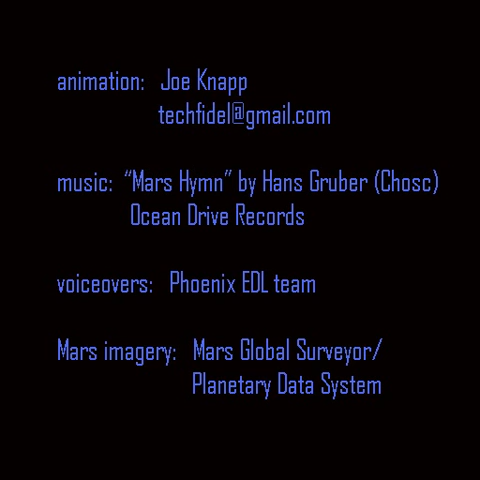 animation: Joe Knapp
techfidel@gmail.com
music: “Mars Hymn” by Hans Gruber (Chosc)
Ocean Drive Records
voiceovers: Phoenix EDL team
Mars imagery: Mars Global Surveyor/
Planetary Data System